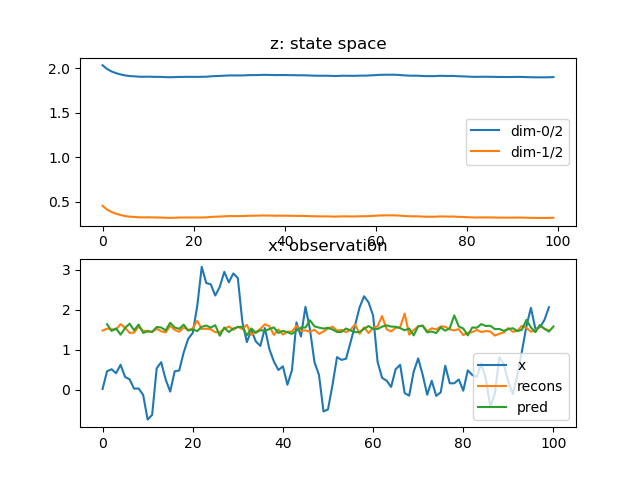 z: state space
2.0
1.5
1.0
0.5
dim-0/2
dim-1/2
0 20 40 60 80 100
x: observation
3
2
1
0
x
recons
pred
0 20 40 60 80 100